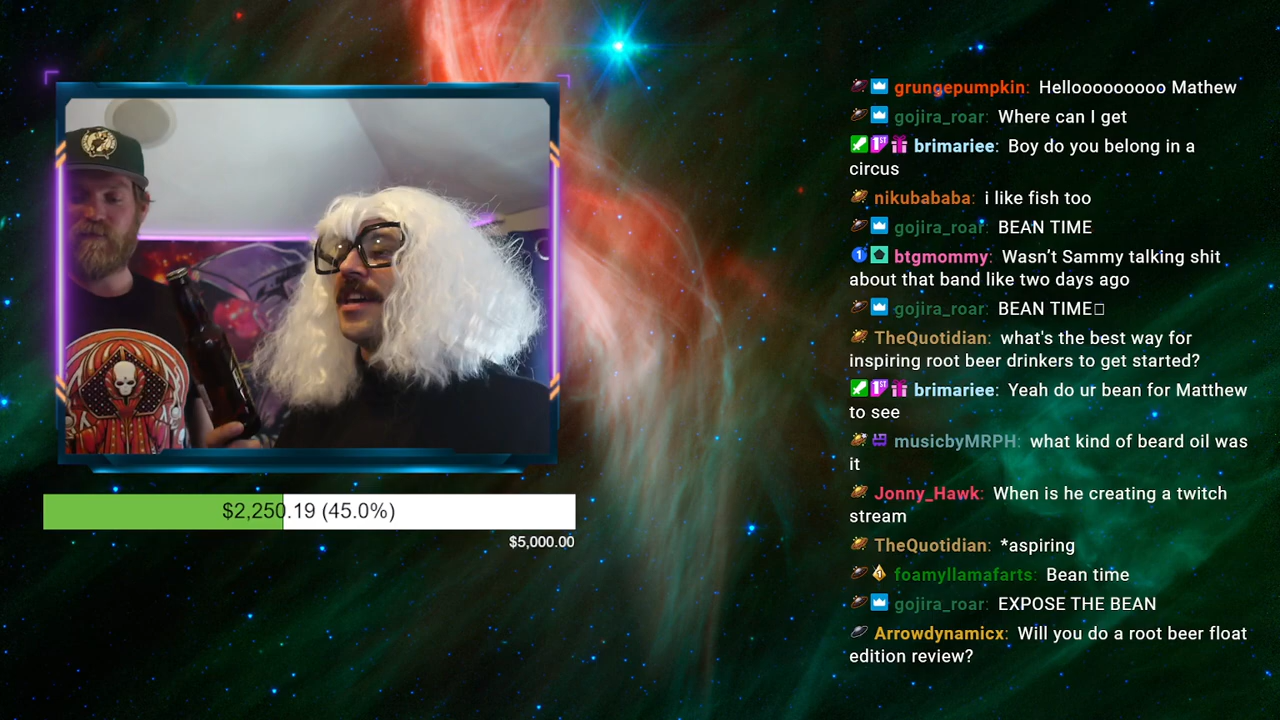 grungepumpkin: Hellooooooooo Mathew
gojira_roar: Where can I get
brimariee: Boy do you belong in a
circus
nikubababa: i like fish too
gojira_roar: BEAN TIME
btgmommy: Wasn’t Sammy talking shit
about that band like two days ago
gojira_roar: BEAN TIME
TheQuotidian: what's the best way for
inspiring root beer drinkers to get started?
brimariee: Yeah do ur bean for Matthew
to see
musicbyMRPH: what kind of beard oil was
it
Jonny_Hawk: When is he creating a twitch
stream
TheQuotidian: *aspiring
foamyllamafarts: Bean time
gojira_roar: EXPOSE THE BEAN
Arrowdynamicx: Will you do a root beer float
edition review?
$2,250.19 (45.0%)
$5,000.00